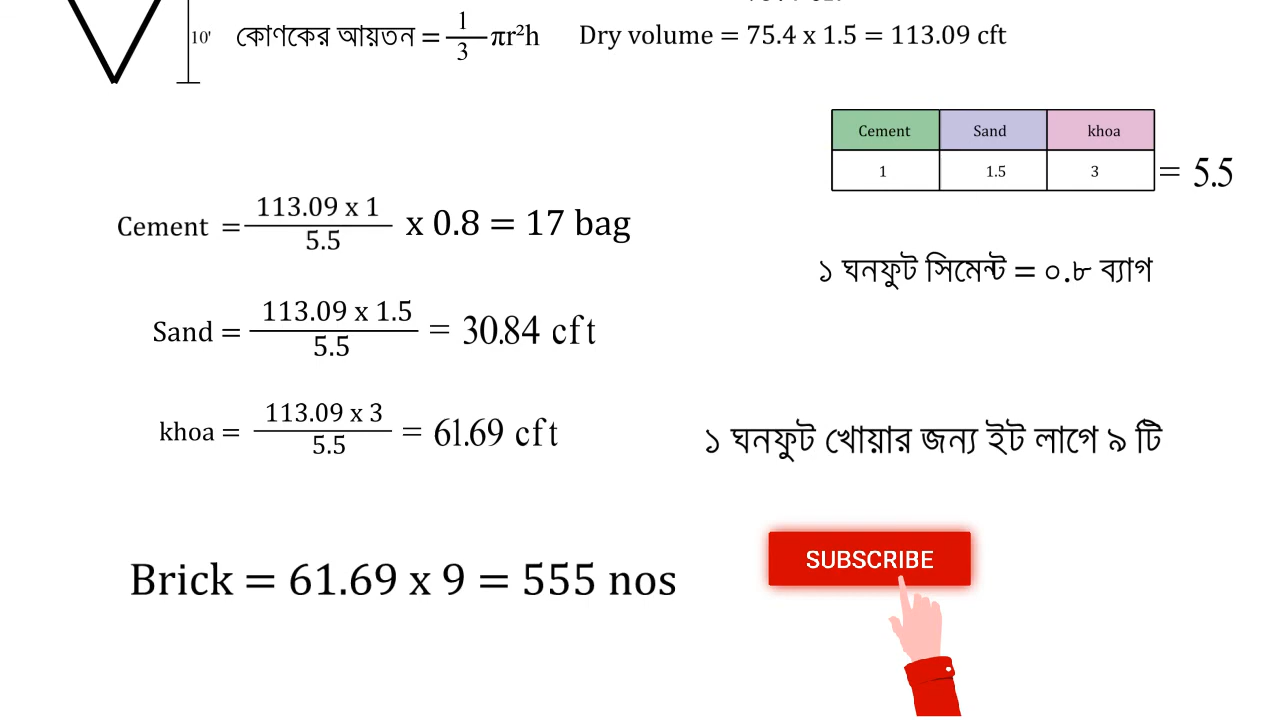 10'
কোণকের আয়তন = 1/3 πr²h
Dry volume = 75.4 x 1.5 = 113.09 cft
Cement Sand khoa
1 1.5 3 = 5.5
Cement = 113.09 x 1 / 5.5 x 0.8 = 17 bag
১ ঘনফুট সিমেন্ট = ০.৮ ব্যাগ
Sand = 113.09 x 1.5 / 5.5 = 30.84 cft
khoa = 113.09 x 3 / 5.5 = 61.69 cft
১ ঘনফুট খোয়ার জন্য ইট লাগে ৯ টি
Brick = 61.69 x 9 = 555 nos
SUBSCRIBE